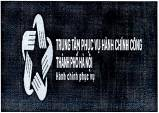 TRUNG TÂM PHỤC VỤ HÀNH CHÍNH CÔNG
THÀNH PHỐ HÀ NỘI
Hành chính phục vụ